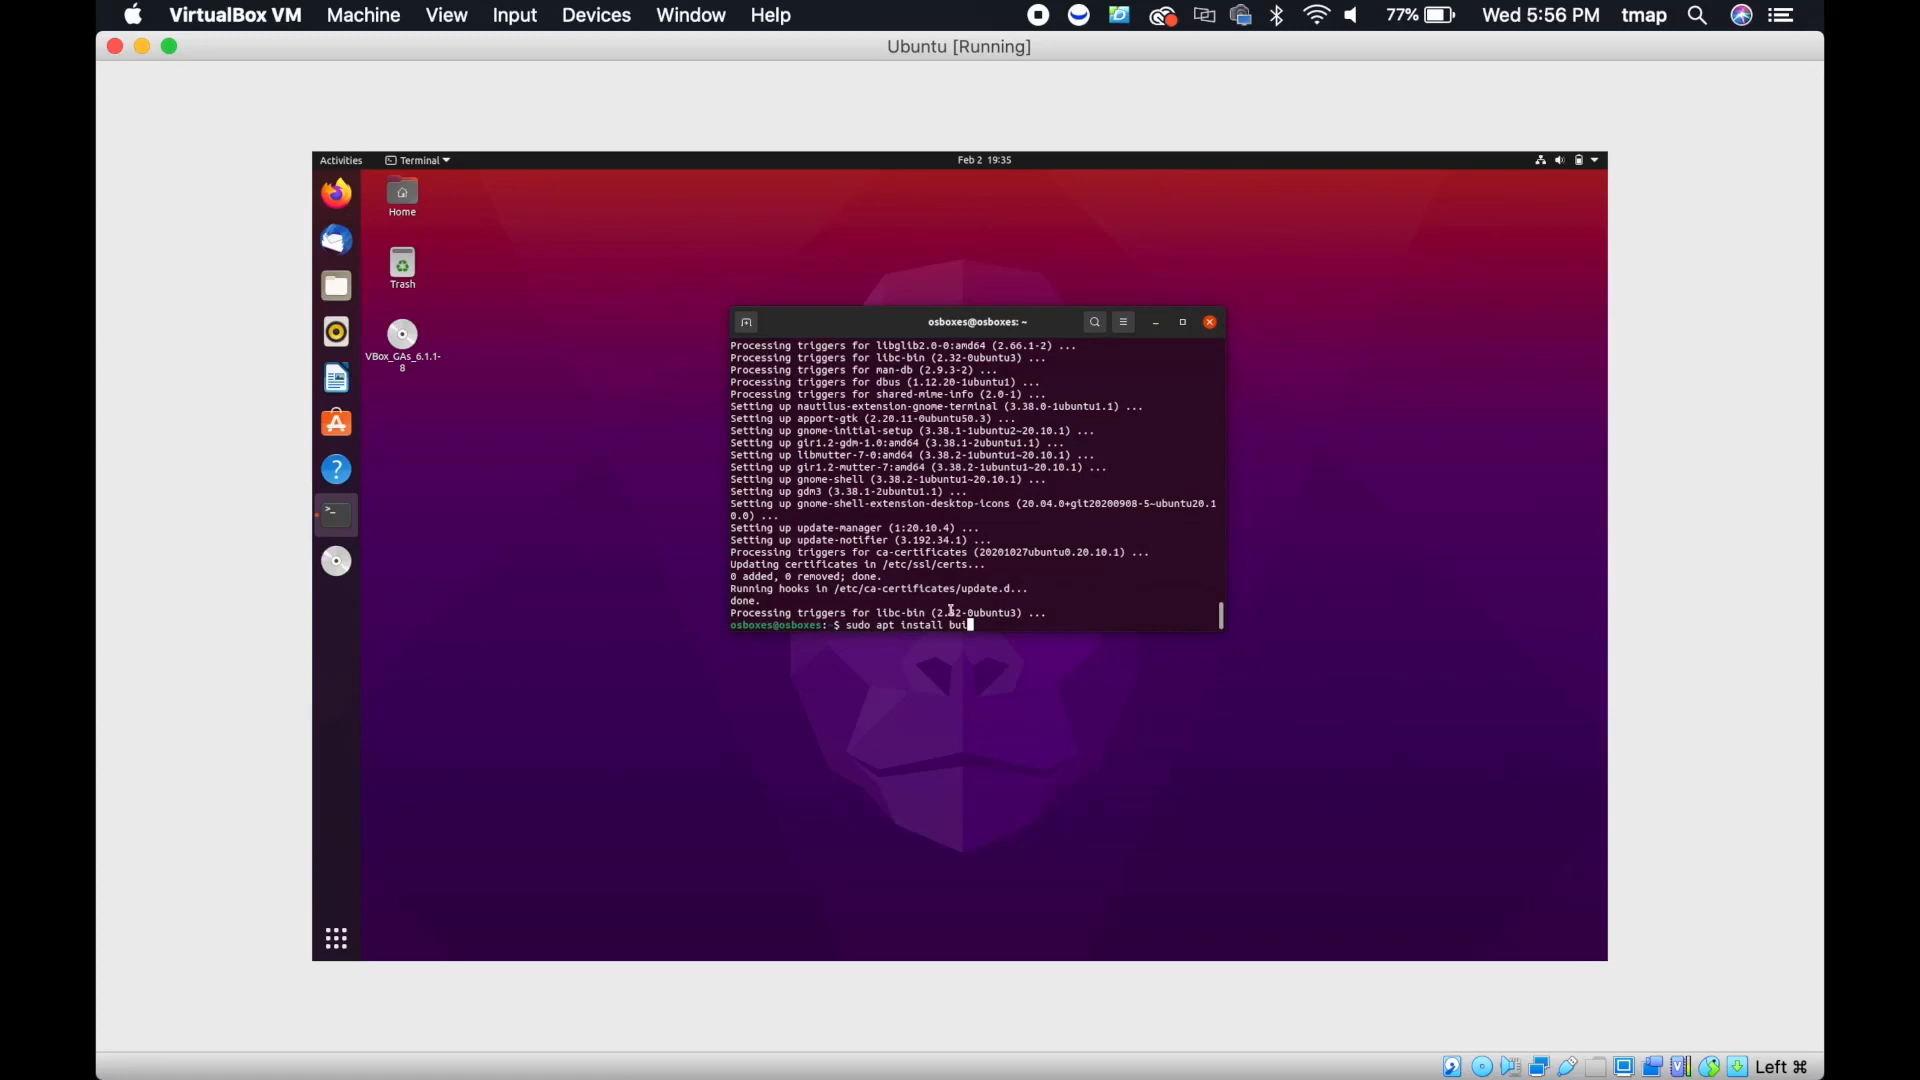 VirtualBox VM Machine View Input Devices Window Help 77% Wed 5:56 PM tmap
Ubuntu [Running]
Activities Terminal Feb 2 19:35
Home
Trash
VBox_GAs_6.1.1-
8
osboxes@osboxes: ~
Processing triggers for libglib2.0-0:amd64 (2.66.1-2) ...
Processing triggers for libc-bin (2.32-0ubuntu3) ...
Processing triggers for man-db (2.9.3-2) ...
Processing triggers for dbus (1.12.20-1ubuntu1) ...
Processing triggers for shared-mime-info (2.0-1) ...
Setting up nautilus-extension-gnome-terminal (3.38.0-1ubuntu1.1) ...
Setting up apport-gtk (2.20.11-0ubuntu50.3) ...
Setting up gnome-initial-setup (3.38.1-1ubuntu2~20.10.1) ...
Setting up gir1.2-gdm-1.0:amd64 (3.38.1-2ubuntu1.1) ...
Setting up libmutter-7-0:amd64 (3.38.2-1ubuntu1~20.10.1) ...
Setting up gir1.2-mutter-7:amd64 (3.38.2-1ubuntu1~20.10.1) ...
Setting up gnome-shell (3.38.2-1ubuntu1~20.10.1) ...
Setting up gdm3 (3.38.1-2ubuntu1.1) ...
Setting up gnome-shell-extension-desktop-icons (20.04.0+git20200908-5~ubuntu20.1
0.0) ...
Setting up update-manager (1:20.10.4) ...
Setting up update-notifier (3.192.34.1) ...
Processing triggers for ca-certificates (20201027ubuntu0.20.10.1) ...
Updating certificates in /etc/ssl/certs...
0 added, 0 removed; done.
Running hooks in /etc/ca-certificates/update.d...
done.
Processing triggers for libc-bin (2.32-0ubuntu3) ...
osboxes@osboxes:~$ sudo apt install bui
Left ⌘